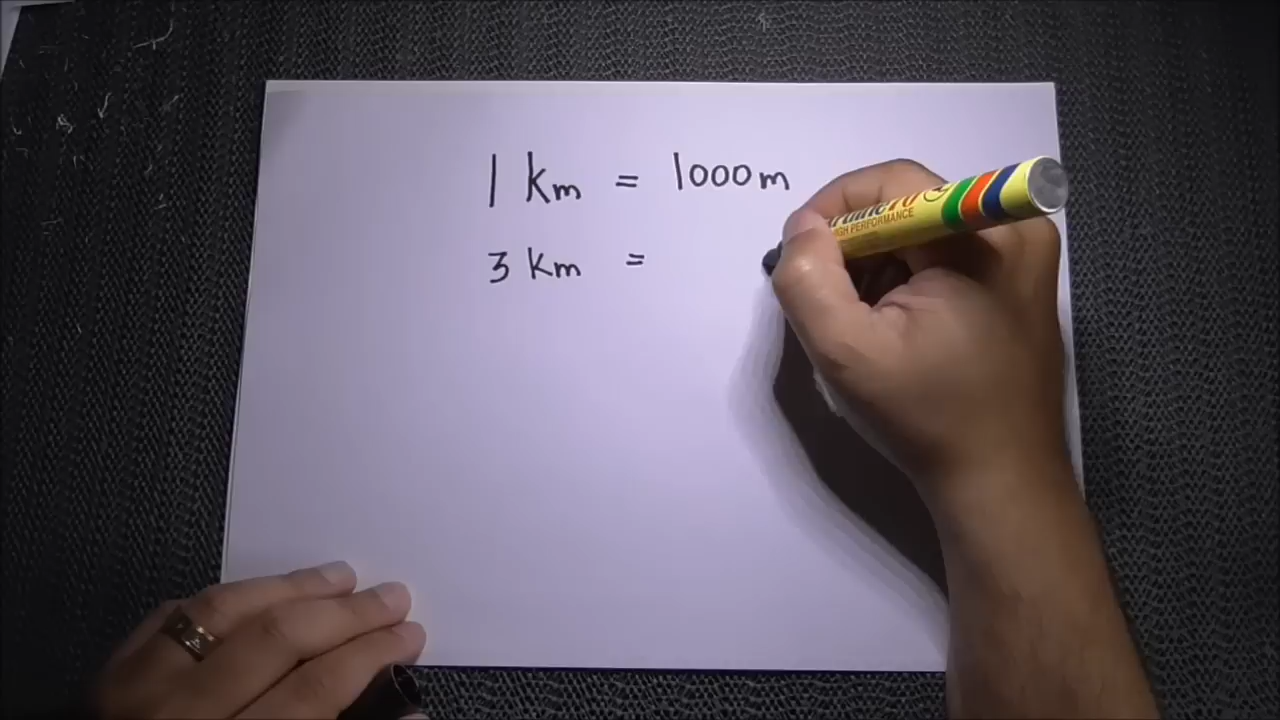 1 km = 1000m
3 km =
HIGH PERFORMANCE